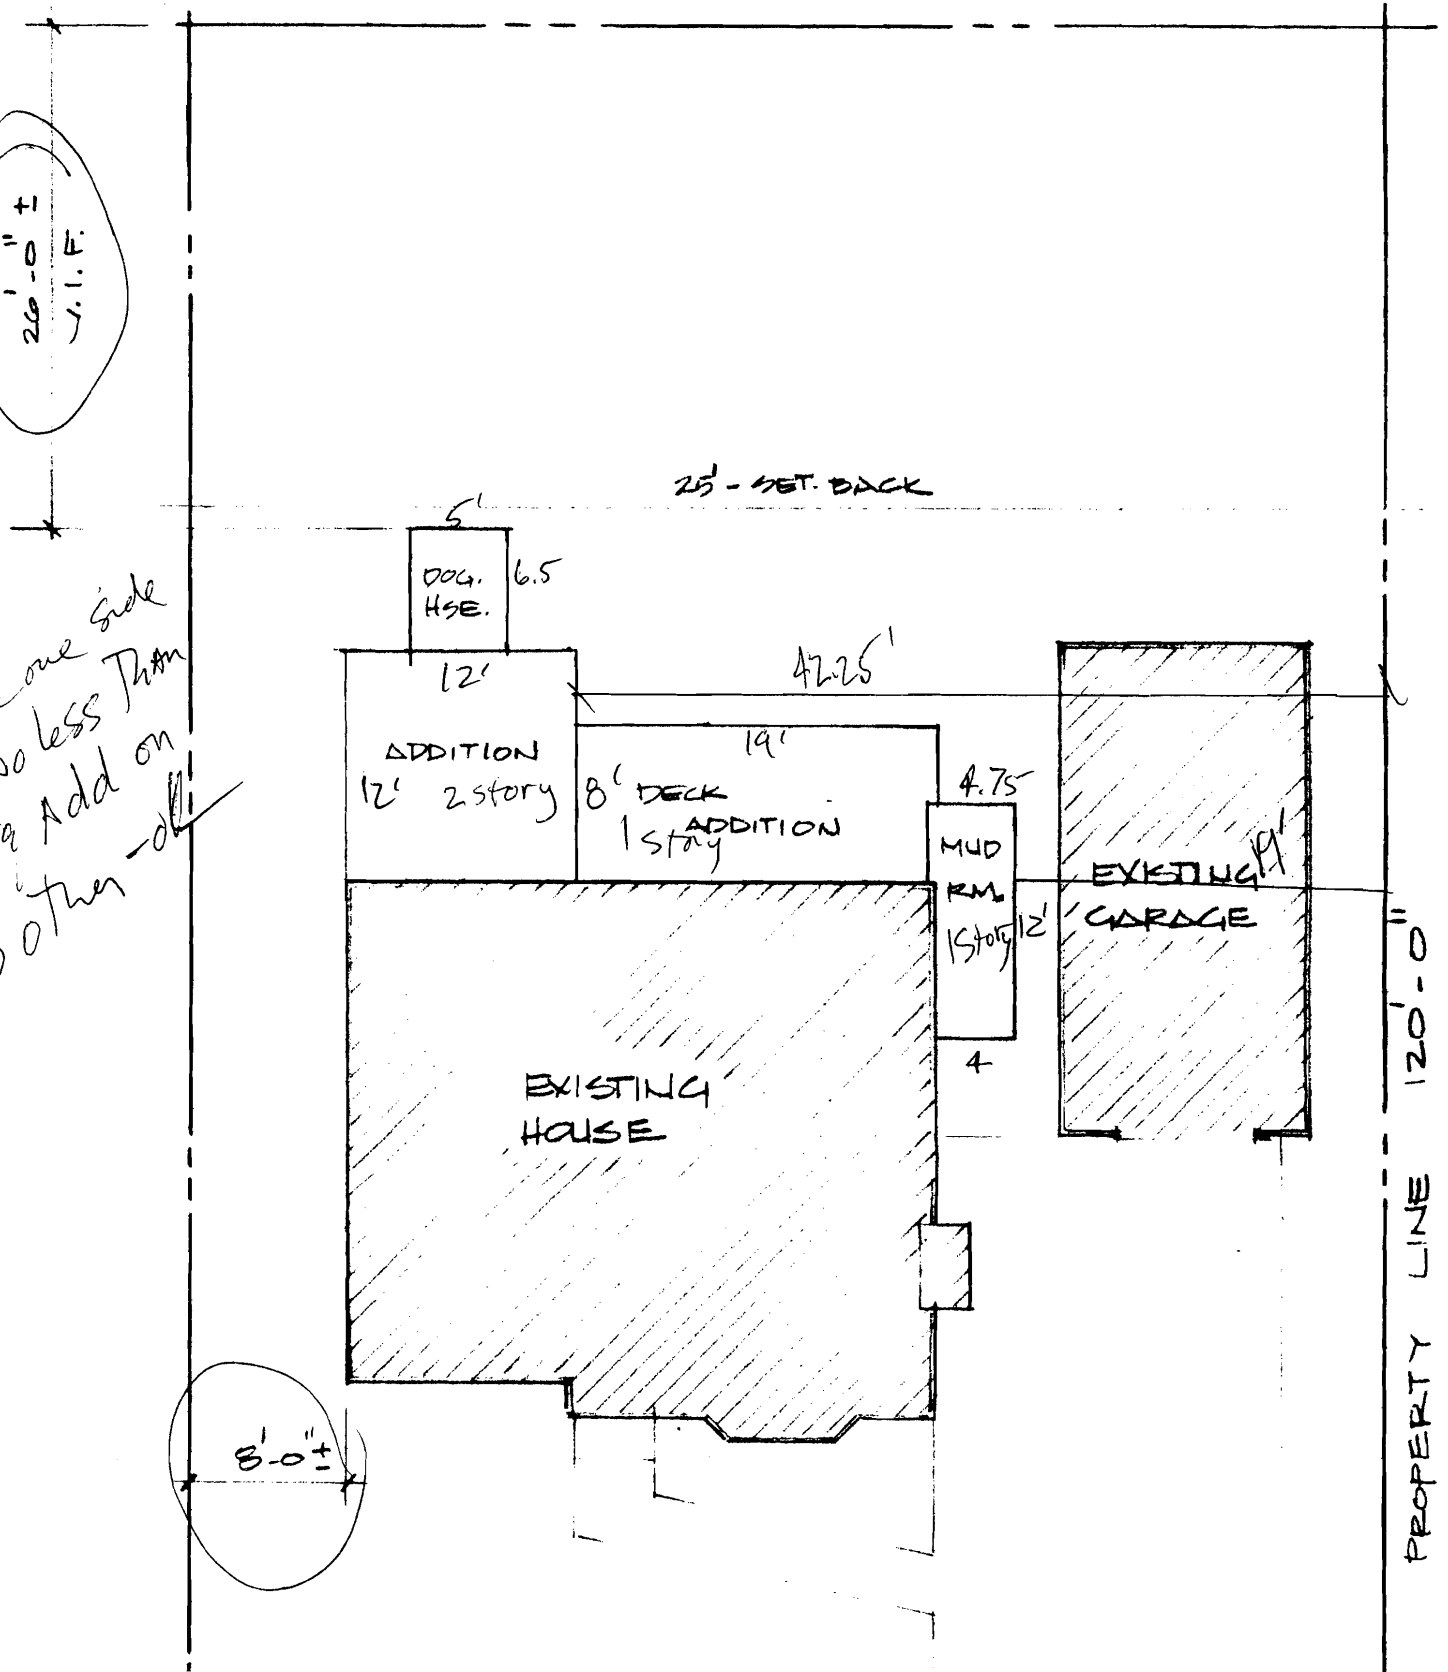 26'-0" ±
V.I.F.
25' - SET. BACK
5'
DOG.
HSE.
6.5
one side
no less Than
Add on
other - ok
12'
42.25'
ADDITION
12' 2 story
19'
8' DECK
ADDITION
1 story
4.75
MUD
RM.
1 Story
12'
4
EXISTING
GARAGE
19'
EXISTING
HOUSE
8'-0" ±
PROPERTY LINE 120'-0"